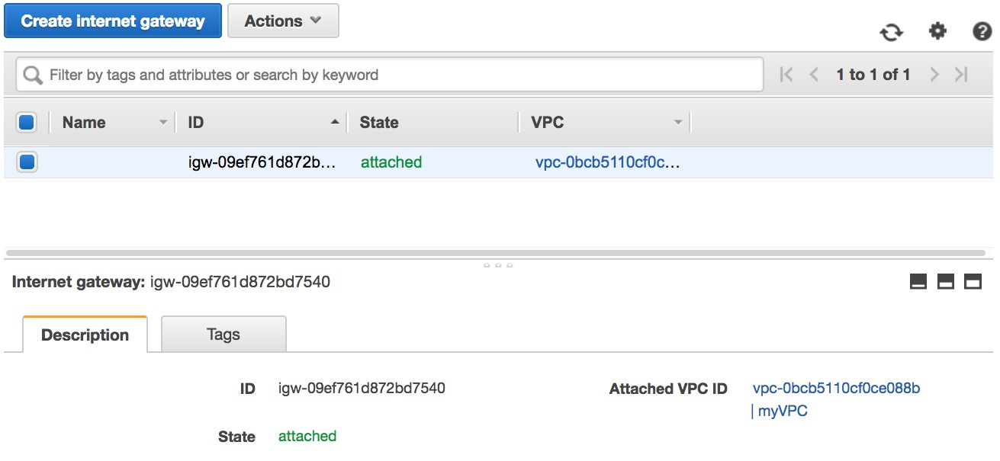 Create internet gateway Actions
Filter by tags and attributes or search by keyword 1 to 1 of 1
Name ID State VPC
igw-09ef761d872b... attached vpc-0bcb5110cf0c...
Internet gateway: igw-09ef761d872bd7540
Description Tags
ID igw-09ef761d872bd7540 Attached VPC ID vpc-0bcb5110cf0ce088b
| myVPC
State attached